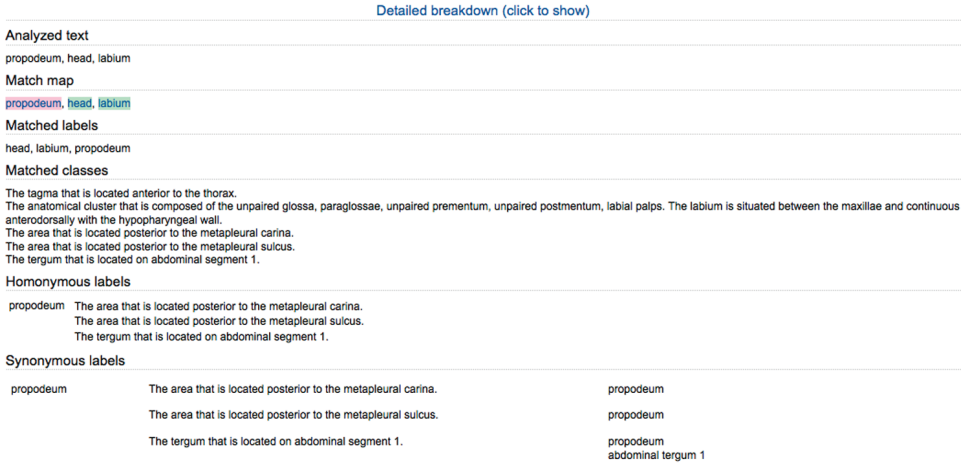 Detailed breakdown (click to show)
Analyzed text
propodeum, head, labium
Match map
propodeum, head, labium
Matched labels
head, labium, propodeum
Matched classes
The tagma that is located anterior to the thorax.
The anatomical cluster that is composed of the unpaired glossa, paraglossae, unpaired prementum, unpaired postmentum, labial palps. The labium is situated between the maxillae and continuous
anterodorsally with the hypopharyngeal wall.
The area that is located posterior to the metapleural carina.
The area that is located posterior to the metapleural sulcus.
The tergum that is located on abdominal segment 1.
Homonymous labels
propodeum The area that is located posterior to the metapleural carina.
The area that is located posterior to the metapleural sulcus.
The tergum that is located on abdominal segment 1.
Synonymous labels
propodeum The area that is located posterior to the metapleural carina. propodeum
The area that is located posterior to the metapleural sulcus. propodeum
The tergum that is located on abdominal segment 1. propodeum
abdominal tergum 1